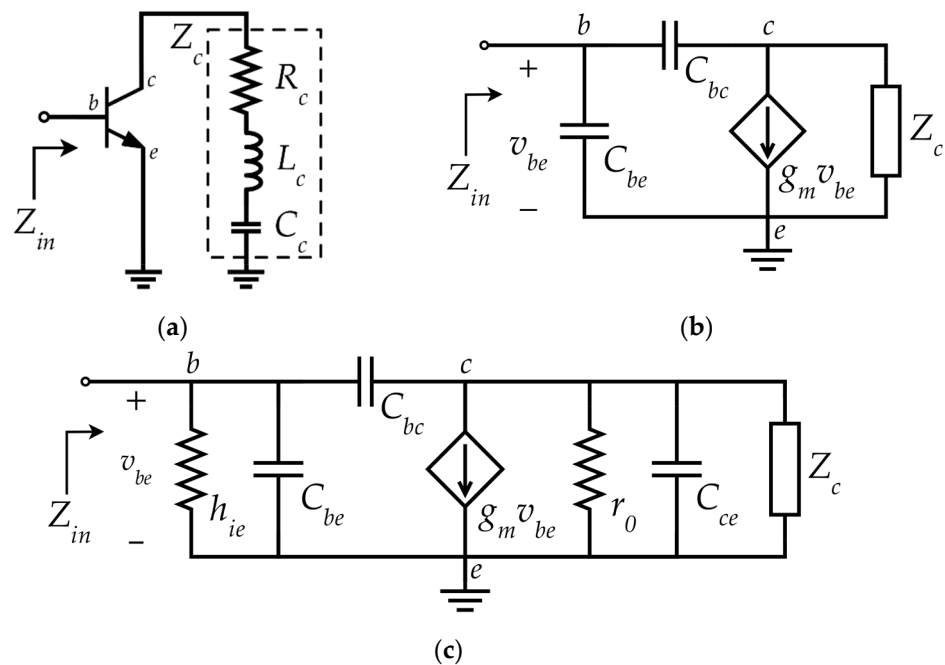 Z_c
R_c
c
b
L_c
e
Z_in
C_c
(a)
b
c
+
C_bc
Z_in
v_be
C_be
g_m v_be
Z_c
−
e
(b)
b
c
+
C_bc
v_be
Z_in
h_ie
C_be
g_m v_be
r_0
C_ce
Z_c
−
e
(c)